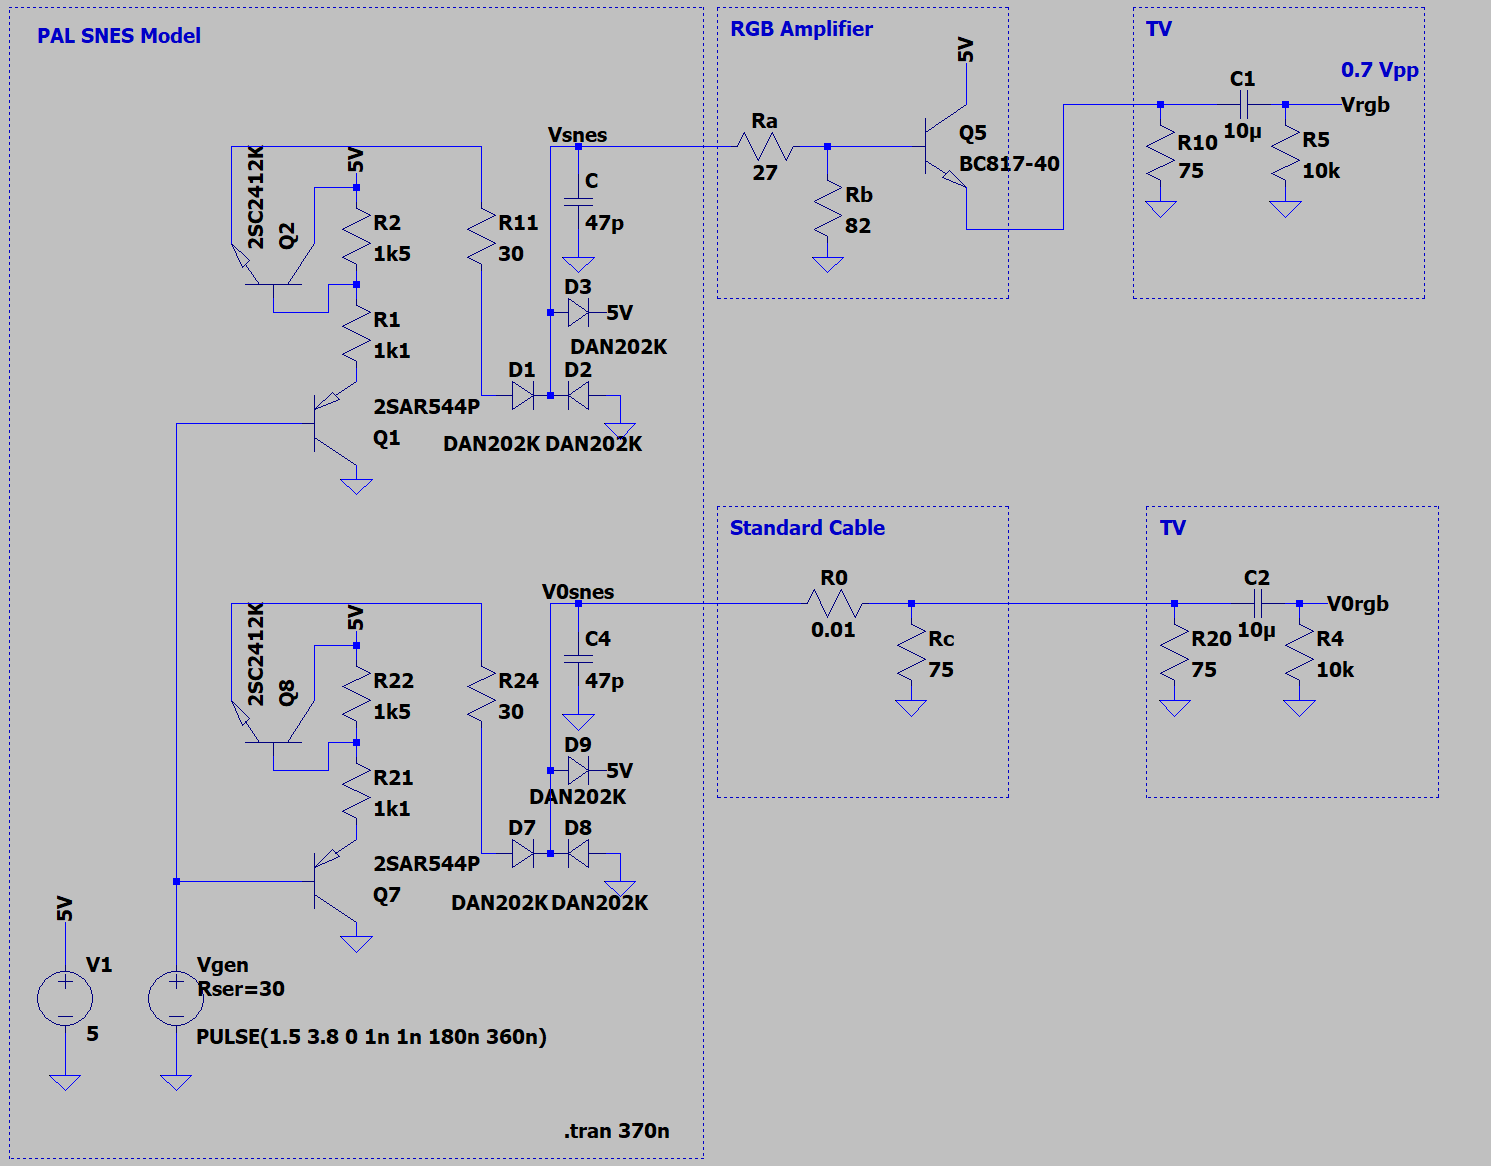 PAL SNES Model
RGB Amplifier
TV
0.7 Vpp
5V
C1
Vrgb
10µ
R10
75
R5
10k
Ra
27
Q5
BC817-40
Rb
82
Vsnes
2SC2412K
Q2
5V
R2
1k5
R11
30
C
47p
D3
5V
DAN202K
R1
1k1
D1
D2
2SAR544P
Q1
DAN202K
DAN202K
Standard Cable
TV
R0
0.01
C2
V0rgb
10µ
Rc
75
R20
75
R4
10k
V0snes
2SC2412K
Q8
5V
R22
1k5
R24
30
C4
47p
D9
5V
DAN202K
R21
1k1
D7
D8
2SAR544P
Q7
DAN202K
DAN202K
5V
V1
5
Vgen
Rser=30
PULSE(1.5 3.8 0 1n 1n 180n 360n)
.tran 370n